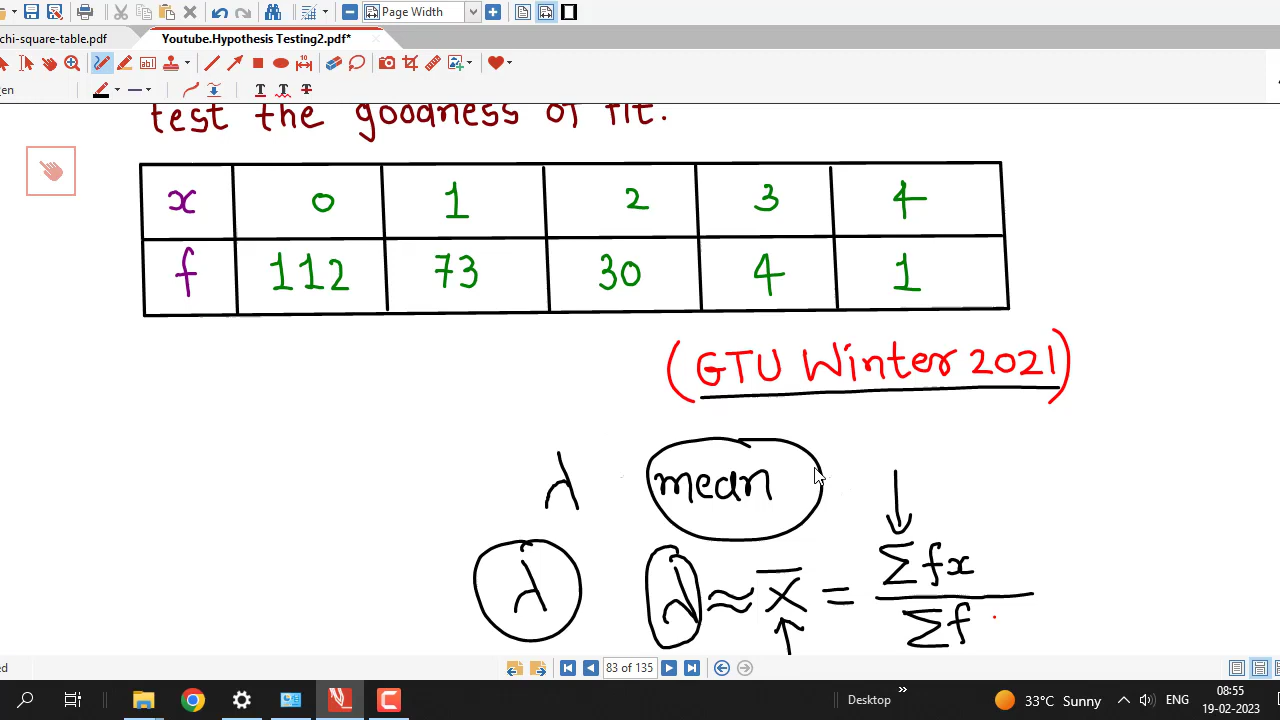 Page Width
chi-square-table.pdf Youtube.Hypothesis Testing2.pdf*
en
test the goodness of fit.
x 0 1 2 3 4
f 112 73 30 4 1
(GTU Winter 2021)
λ mean
λ λ ≈ x̄ = Σfx
Σf
ed 83 of 135
Desktop » 33°C Sunny ENG 08:55
19-02-2023